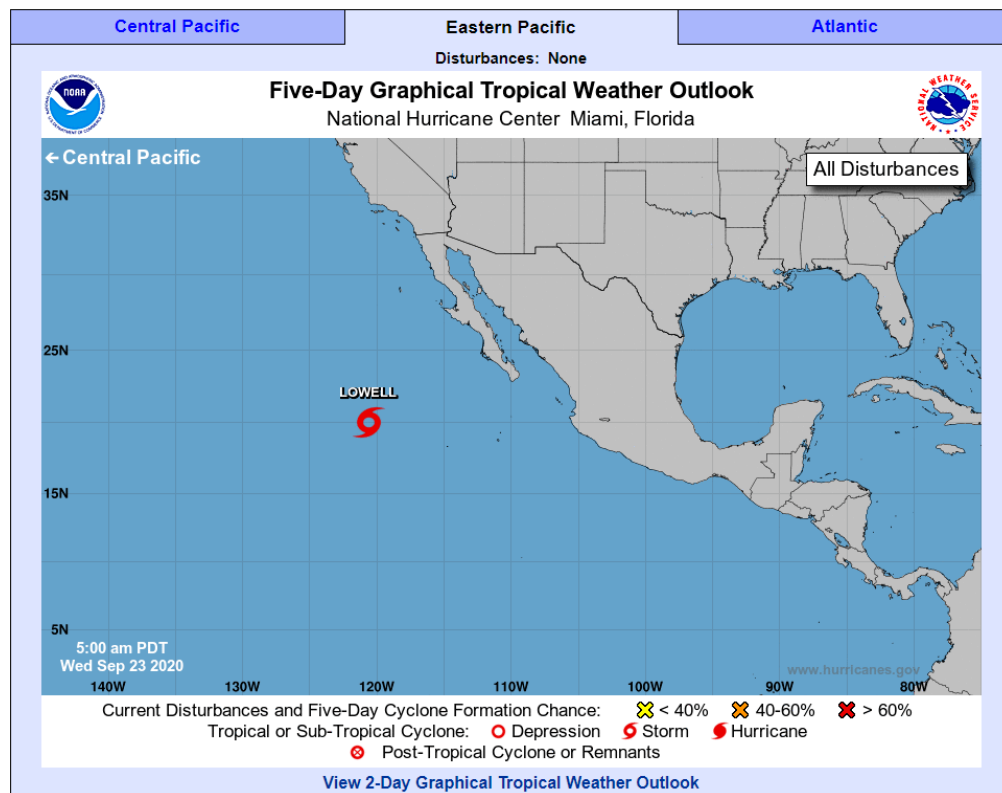 Central Pacific
Eastern Pacific
Atlantic
Disturbances: None
Five-Day Graphical Tropical Weather Outlook
National Hurricane Center Miami, Florida
NOAA
NATIONAL WEATHER SERVICE
←Central Pacific
All Disturbances
35N
25N
LOWELL
15N
5N
5:00 am PDT
Wed Sep 23 2020
www.hurricanes.gov
140W 130W 120W 110W 100W 90W 80W
Current Disturbances and Five-Day Cyclone Formation Chance: < 40% 40-60% > 60%
Tropical or Sub-Tropical Cyclone: Depression Storm Hurricane
Post-Tropical Cyclone or Remnants
View 2-Day Graphical Tropical Weather Outlook